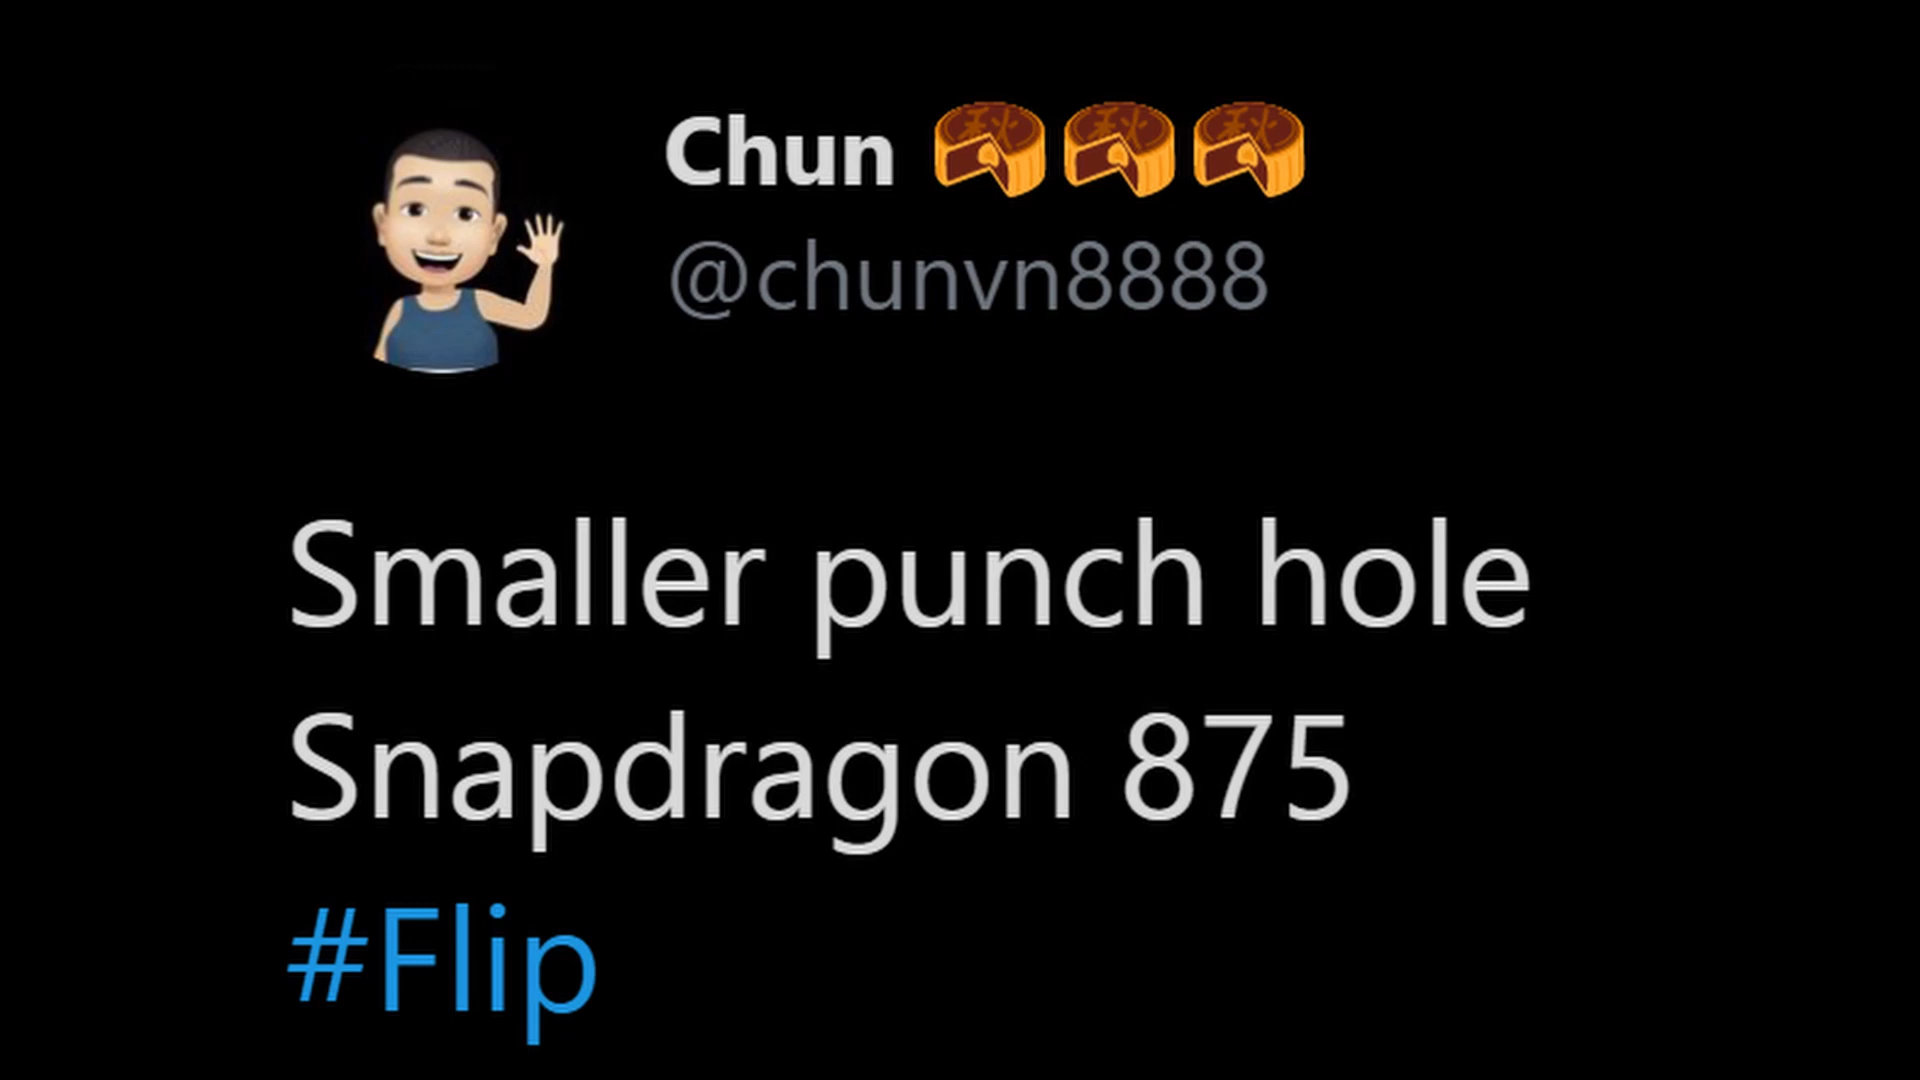 Chun 🥮🥮🥮
@chunvn8888
Smaller punch hole
Snapdragon 875
#Flip